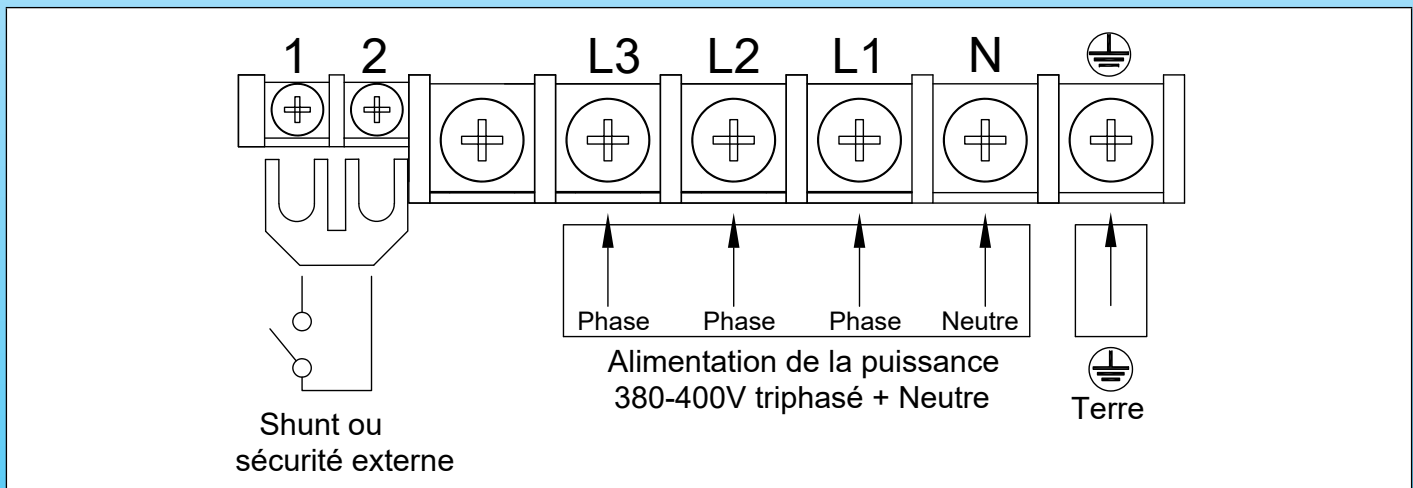 1 2 L3 L2 L1 N
Phase Phase Phase Neutre
Alimentation de la puissance
380-400V triphasé + Neutre
Terre
Shunt ou
sécurité externe